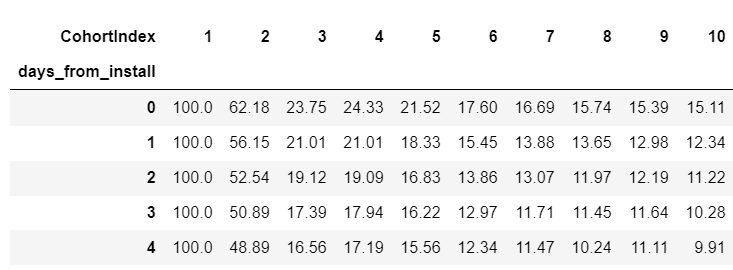 CohortIndex 1 2 3 4 5 6 7 8 9 10
days_from_install
0 100.0 62.18 23.75 24.33 21.52 17.60 16.69 15.74 15.39 15.11
1 100.0 56.15 21.01 21.01 18.33 15.45 13.88 13.65 12.98 12.34
2 100.0 52.54 19.12 19.09 16.83 13.86 13.07 11.97 12.19 11.22
3 100.0 50.89 17.39 17.94 16.22 12.97 11.71 11.45 11.64 10.28
4 100.0 48.89 16.56 17.19 15.56 12.34 11.47 10.24 11.11 9.91